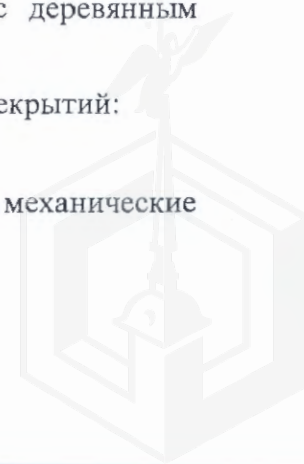 с деревянным
екрытий:
механические